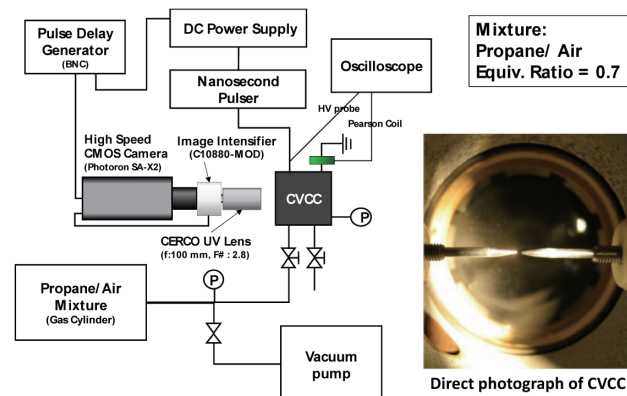 Pulse Delay
Generator
(BNC)
DC Power Supply
Nanosecond
Pulser
Oscilloscope
Mixture:
Propane/ Air
Equiv. Ratio = 0.7
HV probe
Pearson Coil
High Speed
CMOS Camera
(Photoron SA-X2)
Image Intensifier
(C10880-MOD)
CVCC
P
CERCO UV Lens
(f:100 mm, F# : 2.8)
P
Propane/ Air
Mixture
(Gas Cylinder)
Vacuum
pump
Direct photograph of CVCC